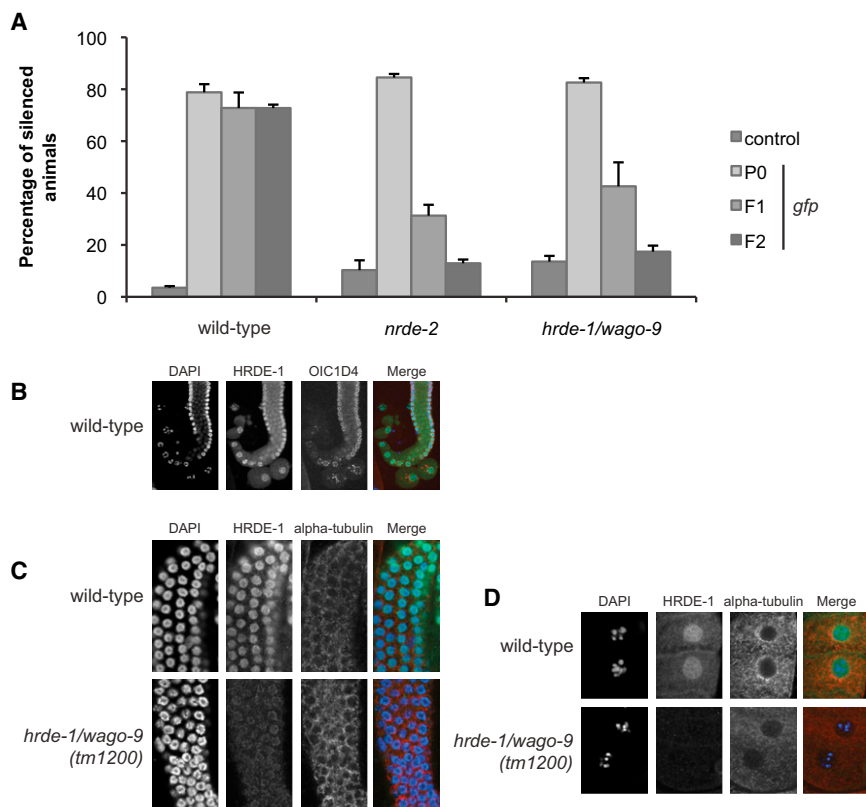 A
Percentage of silenced
animals
100
80
60
40
20
0
wild-type
nrde-2
hrde-1/wago-9
control
P0
F1
F2
gfp
B
DAPI
HRDE-1
OIC1D4
Merge
wild-type
C
DAPI
HRDE-1
alpha-tubulin
Merge
wild-type
hrde-1/wago-9
(tm1200)
D
DAPI
HRDE-1
alpha-tubulin
Merge
wild-type
hrde-1/wago-9
(tm1200)